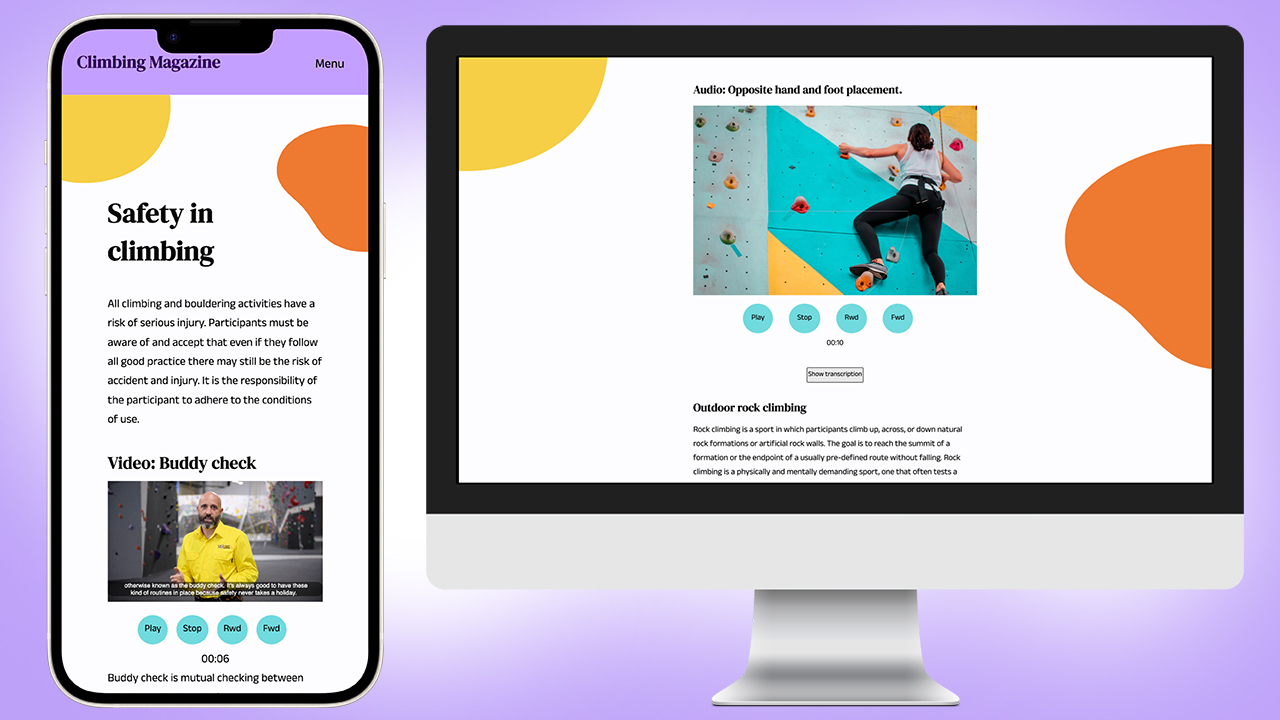 Climbing Magazine
Menu
Safety in
climbing
All climbing and bouldering activities have a
risk of serious injury. Participants must be
aware of and accept that even if they follow
all good practice there may still be the risk of
accident and injury. It is the responsibility of
the participant to adhere to the conditions
of use.
Video: Buddy check
otherwise known as the buddy check. It's always good to have these
kind of routines in place because safety never takes a holiday.
Play Stop Rwd Fwd
00:06
Buddy check is mutual checking between
Audio: Opposite hand and foot placement.
Play Stop Rwd Fwd
00:10
Show transcription
Outdoor rock climbing
Rock climbing is a sport in which participants climb up, across, or down natural
rock formations or artificial rock walls. The goal is to reach the summit of a
formation or the endpoint of a usually pre-defined route without falling. Rock
climbing is a physically and mentally demanding sport, one that often tests a